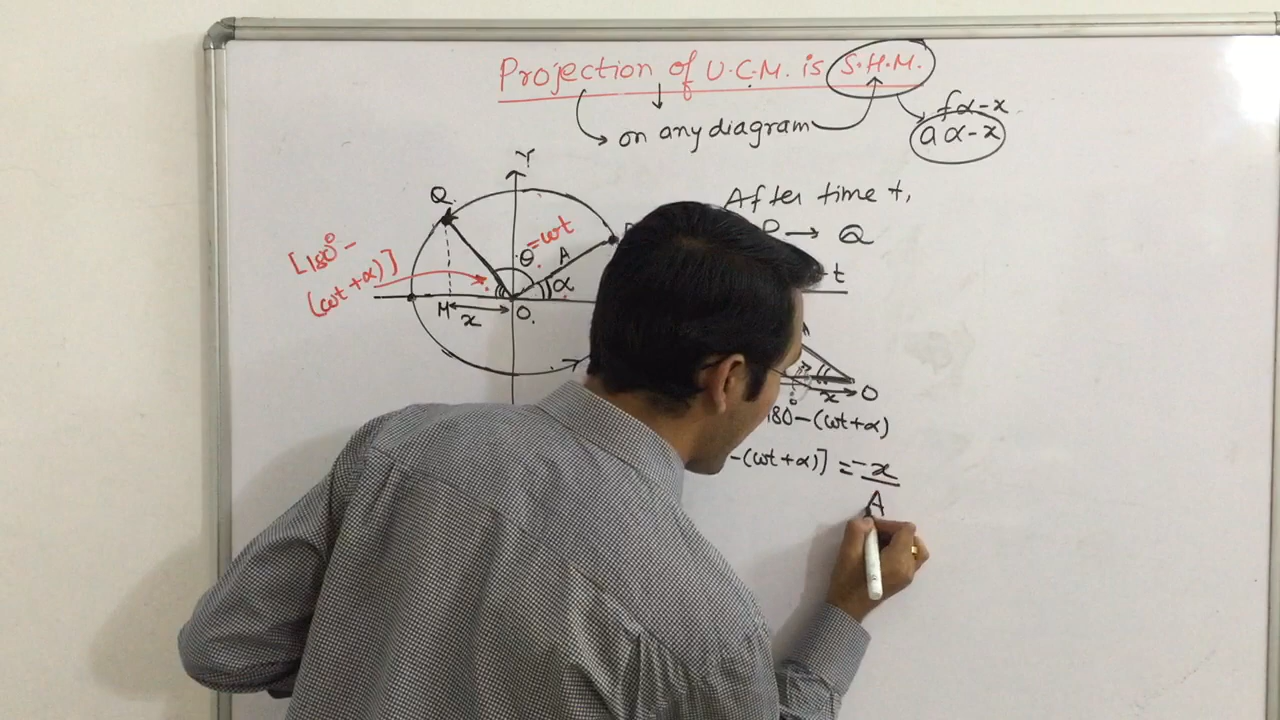 Projection of U.C.M. is S.H.M.
on any diagram
f α - x
a α - x
Y
After time t,
Q
P → Q
θ = ωt
A
α
[180° -
(ωt + α)]
M
x
O
t
x
O
180 - (ωt + α)
- (ωt + α)] = -x
A